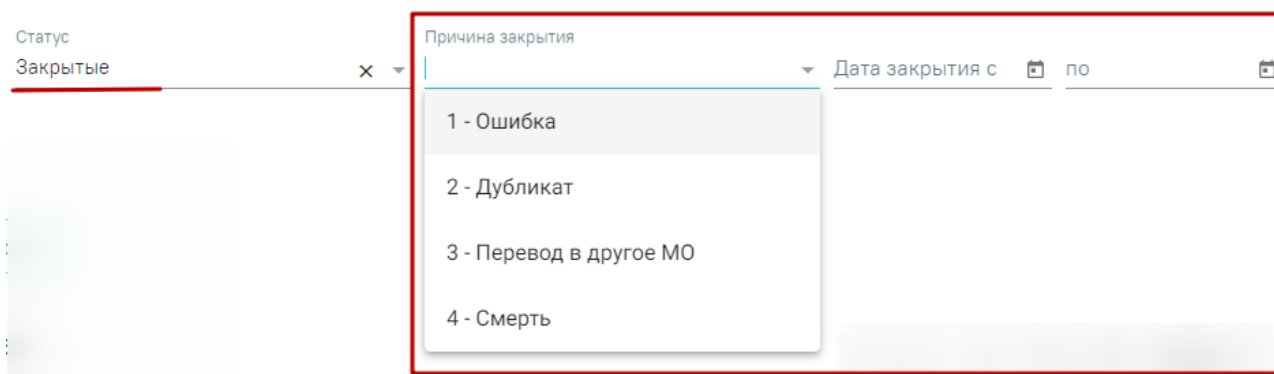 Статус
Причина закрытия
Закрытые
Дата закрытия с
по
1 - Ошибка
2 - Дубликат
3 - Перевод в другое МО
4 - Смерть